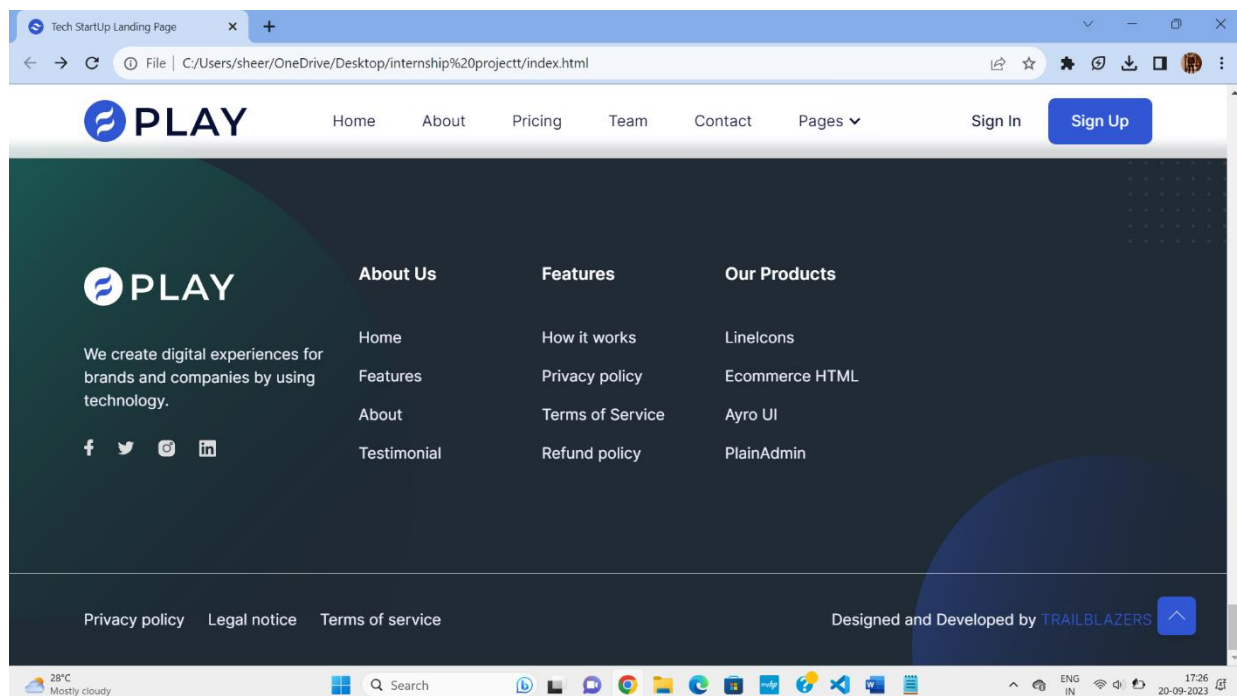 Tech StartUp Landing Page
File | C:/Users/sheer/OneDrive/Desktop/internship%20projectt/index.html
PLAY Home About Pricing Team Contact Pages Sign In Sign Up
PLAY
We create digital experiences for
brands and companies by using
technology.
About Us
Home
Features
About
Testimonial
Features
How it works
Privacy policy
Terms of Service
Refund policy
Our Products
LineIcons
Ecommerce HTML
Ayro UI
PlainAdmin
Privacy policy Legal notice Terms of service Designed and Developed by TRAILBLAZERS
28°C
Mostly cloudy
Search
ENG
IN
17:26
20-09-2023